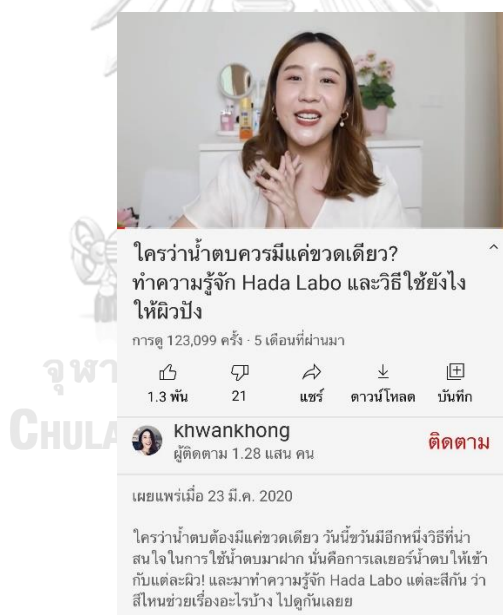 ใครว่าน้ำตบควรมีแค่ขวดเดียว?
ทำความรู้จัก Hada Labo และวิธีใช้ยังไง
ให้ผิวปัง
การดู 123,099 ครั้ง · 5 เดือนที่ผ่านมา
1.3 พัน 21 แชร์ ดาวน์โหลด บันทึก
จุฬา
CHULA
khwankhong
ติดตาม
ผู้ติดตาม 1.28 แสน คน
เผยแพร่เมื่อ 23 มี.ค. 2020
ใครว่าน้ำตบต้องมีแค่ขวดเดียว วันนี้ขวัญมีอีกหนึ่งวิธีที่น่า
สนใจในการใช้น้ำตบมาฝาก นั่นคือการเลเยอร์น้ำตบให้เข้า
กับแต่ละผิว! และมาทำความรู้จัก Hada Labo แต่ละสีกัน ว่า
สีไหนช่วยเรื่องอะไรบ้าง ไปดูกันเลยย